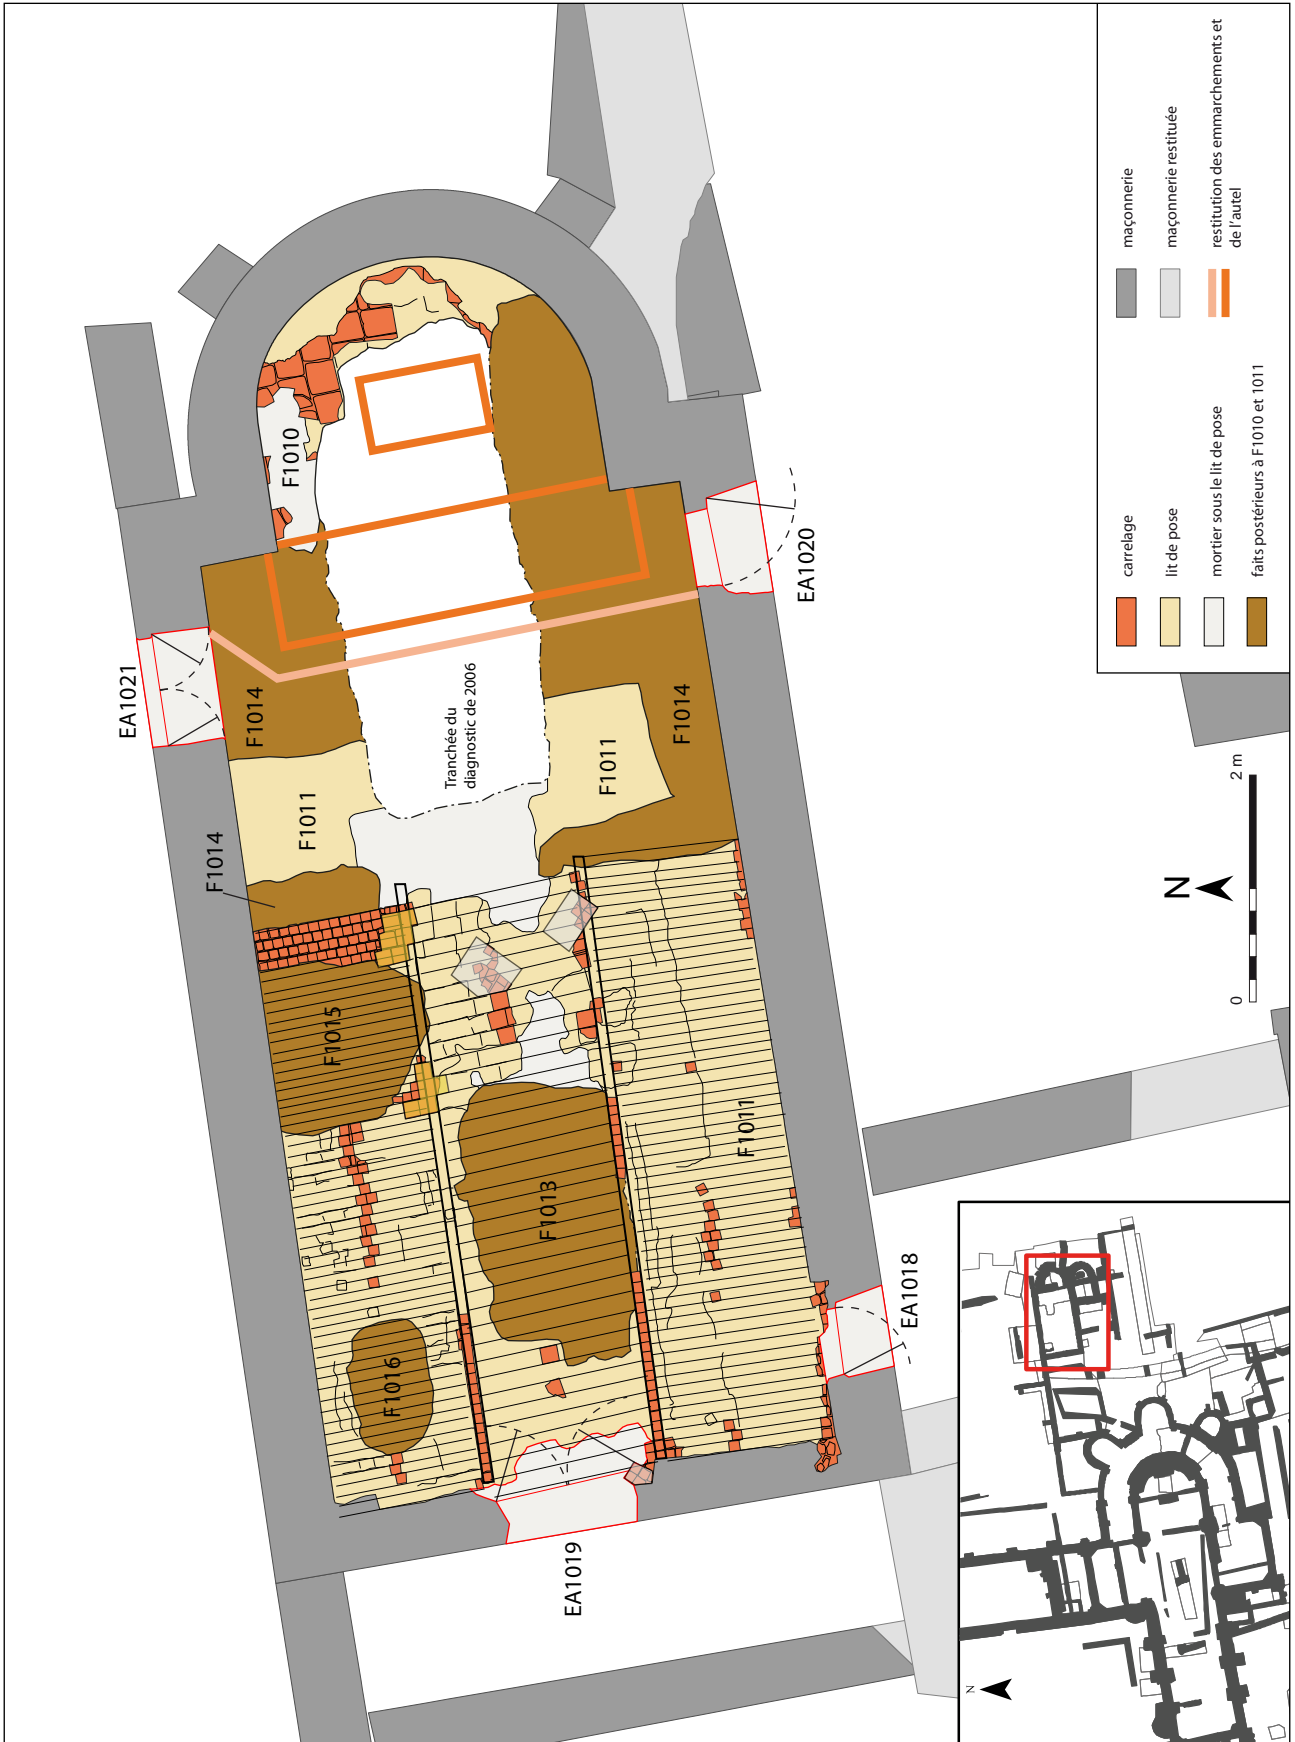 EA1021
EA1020
EA1018
EA1019
F1010
F1014
F1014
F1014
F1011
F1011
F1011
F1015
F1013
F1016
Tranchée du
diagnostic de 2006
N
0
2 m
carrelage
lit de pose
mortier sous le lit de pose
faits postérieurs à F1010 et 1011
maçonnerie
maçonnerie restituée
restitution des emmarchements et
de l'autel
N